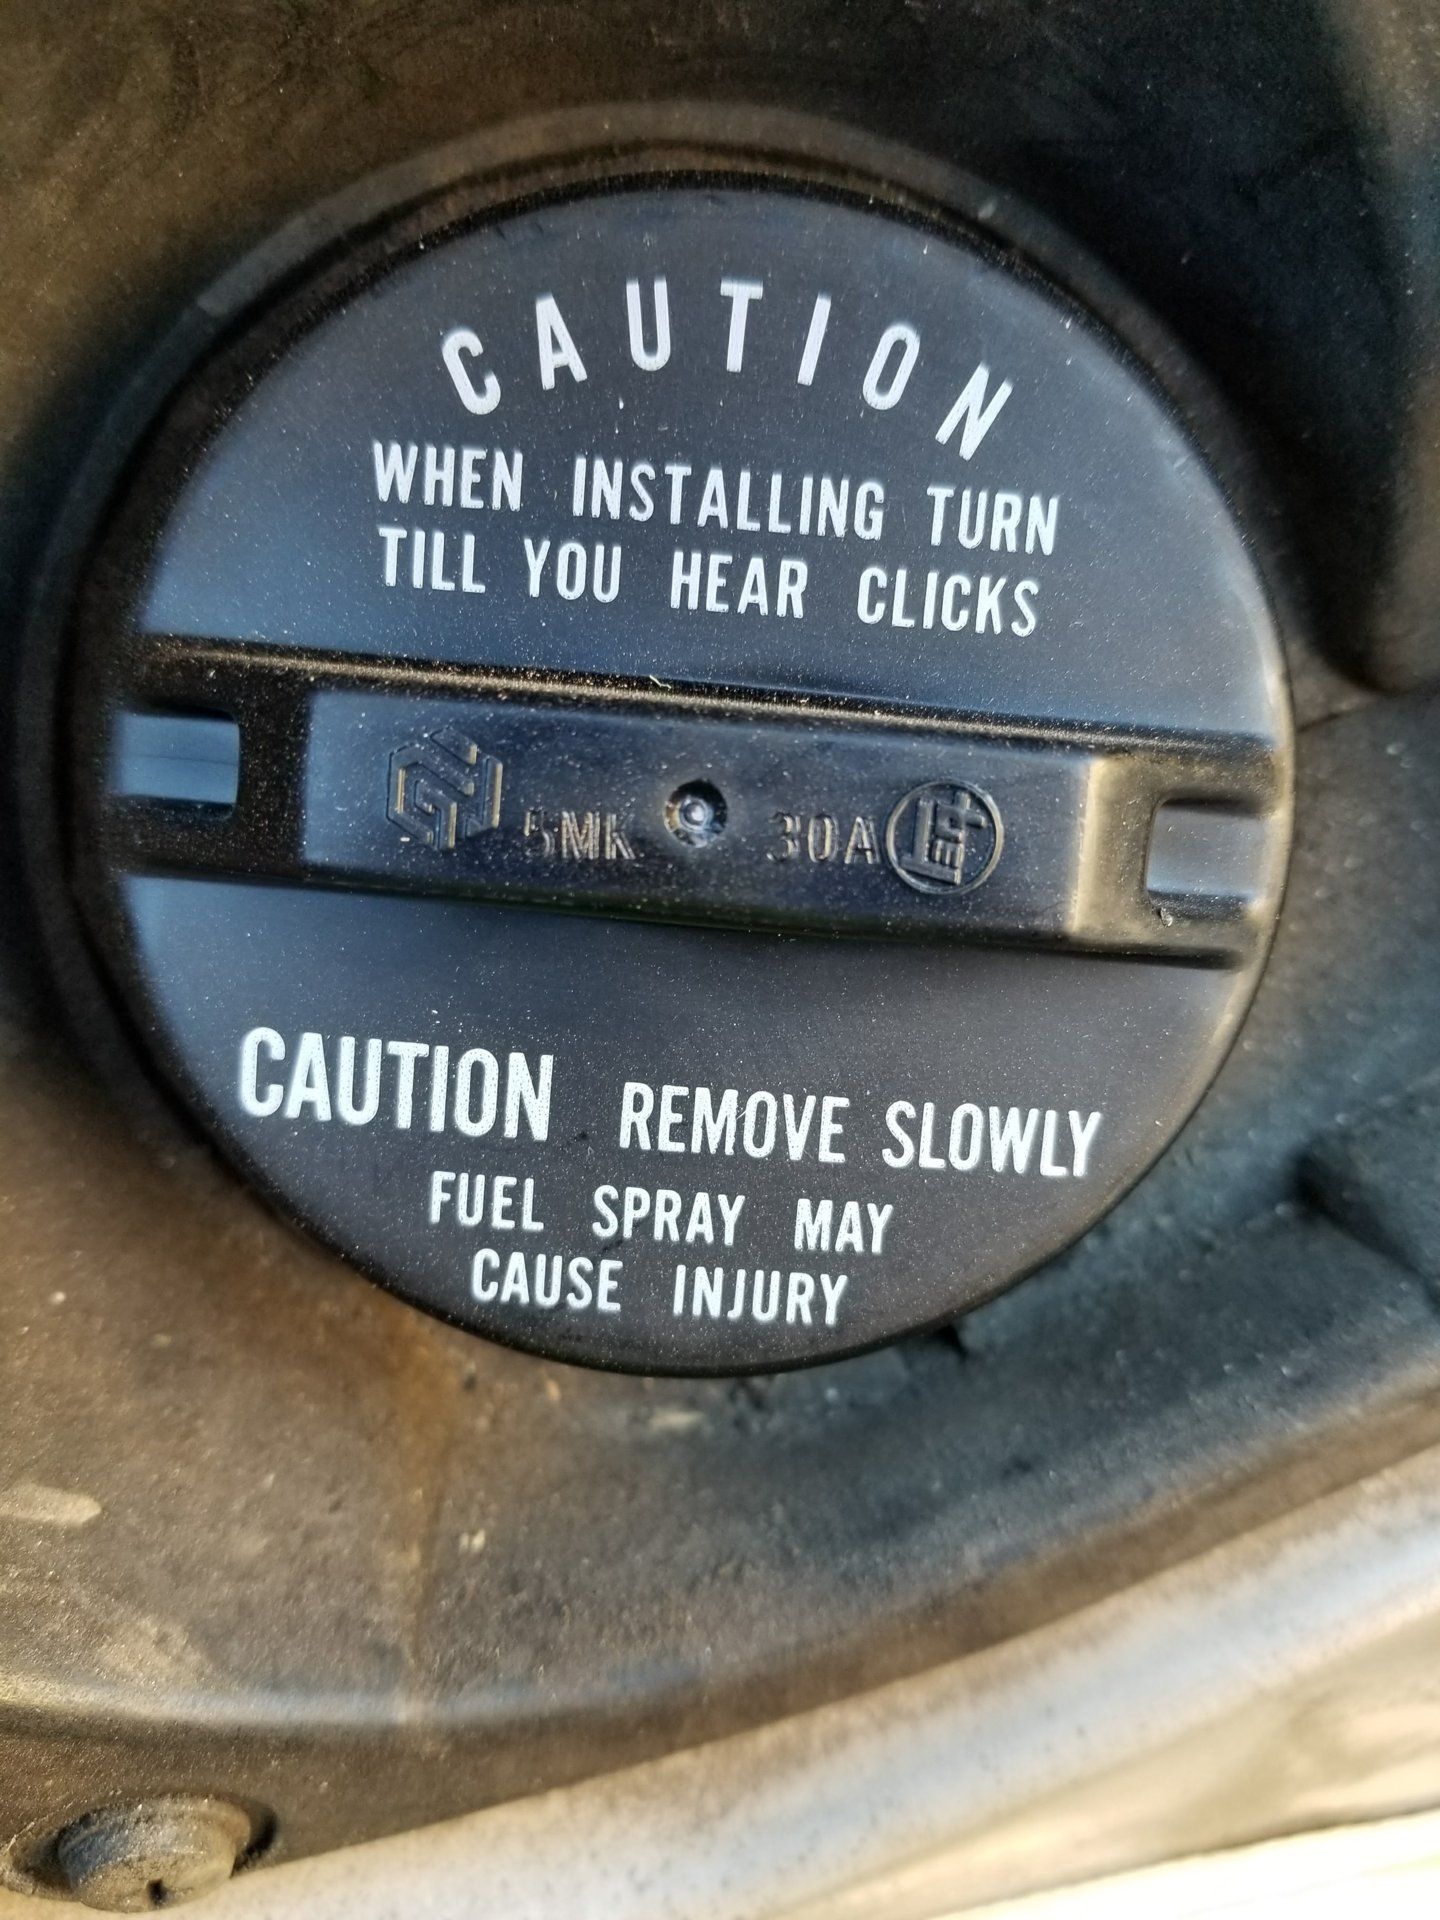 CAUTION
WHEN INSTALLING TURN
TILL YOU HEAR CLICKS
5MK 30A
CAUTION REMOVE SLOWLY
FUEL SPRAY MAY
CAUSE INJURY